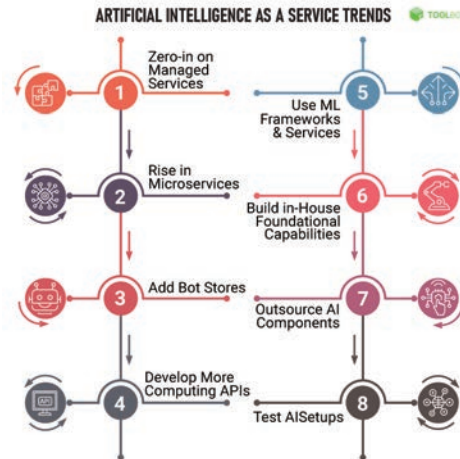 ARTIFICIAL INTELLIGENCE AS A SERVICE TRENDS
1
Zero-in on
Managed
Services
2
Rise in
Microservices
3
Add Bot Stores
API
4
Develop More
Computing APIs
5
Use ML
Frameworks
& Services
6
Build in-House
Foundational
Capabilities
7
Outsource AI
Components
8
Test AISetups